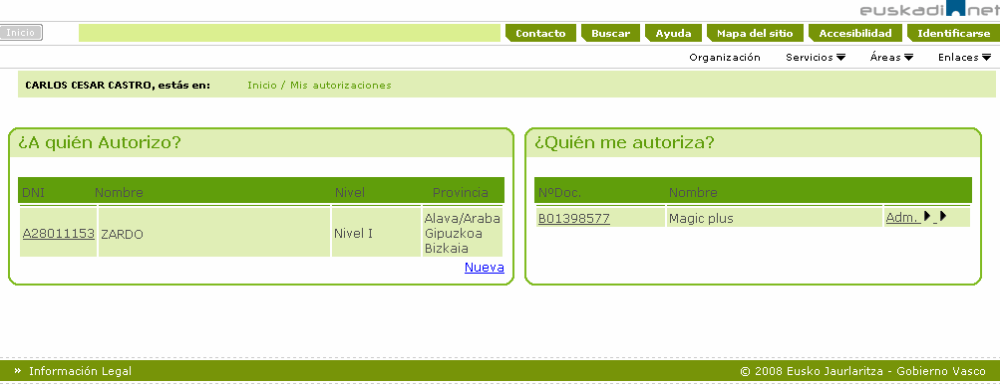 euskadi.net
Inicio
Contacto Buscar Ayuda Mapa del sitio Accesibilidad Identificarse
Organización Servicios Áreas Enlaces
CARLOS CESAR CASTRO, estás en: Inicio / Mis autorizaciones
¿A quién Autorizo?
DNI Nombre Nivel Provincia
A28011153 ZARDO Nivel I Alava/Araba
Gipuzkoa
Bizkaia
Nueva
¿Quién me autoriza?
NºDoc. Nombre
B01398577 Magic plus Adm.
» Información Legal © 2008 Eusko Jaurlaritza - Gobierno Vasco